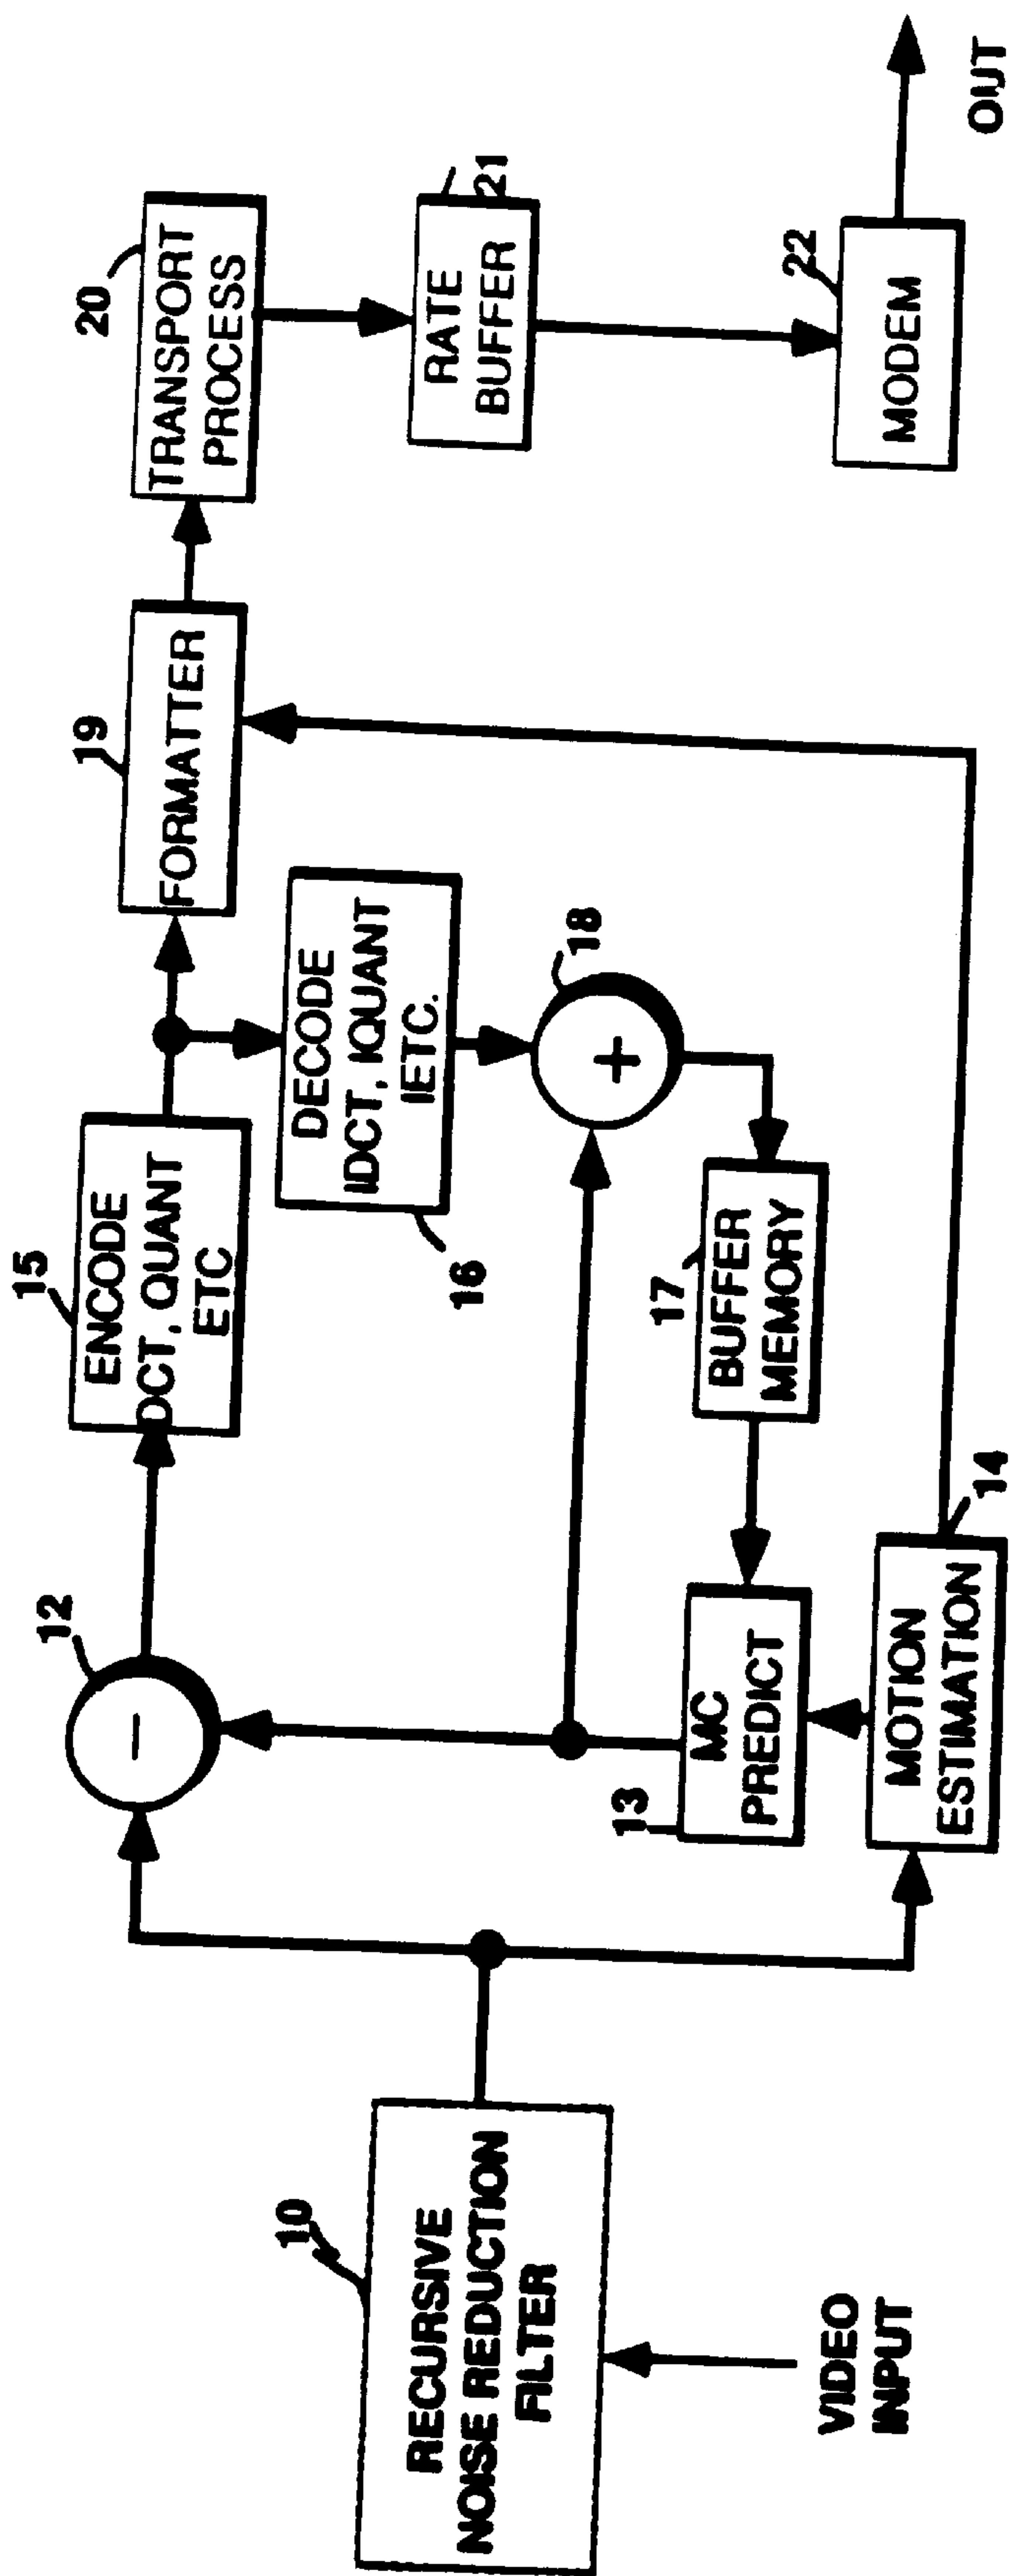 VIDEO
INPUT
10
RECURSIVE
NOISE REDUCTION
FILTER
12
15
ENCODE
DCT, QUANT
ETC
19
FORMATTER
20
TRANSPORT
PROCESS
21
RATE
BUFFER
22
MODEM
OUT
DECODE
IDCT, IQUANT
IETC.
16
18
+
17
BUFFER
MEMORY
13
MC
PREDICT
14
MOTION
ESTIMATION
−